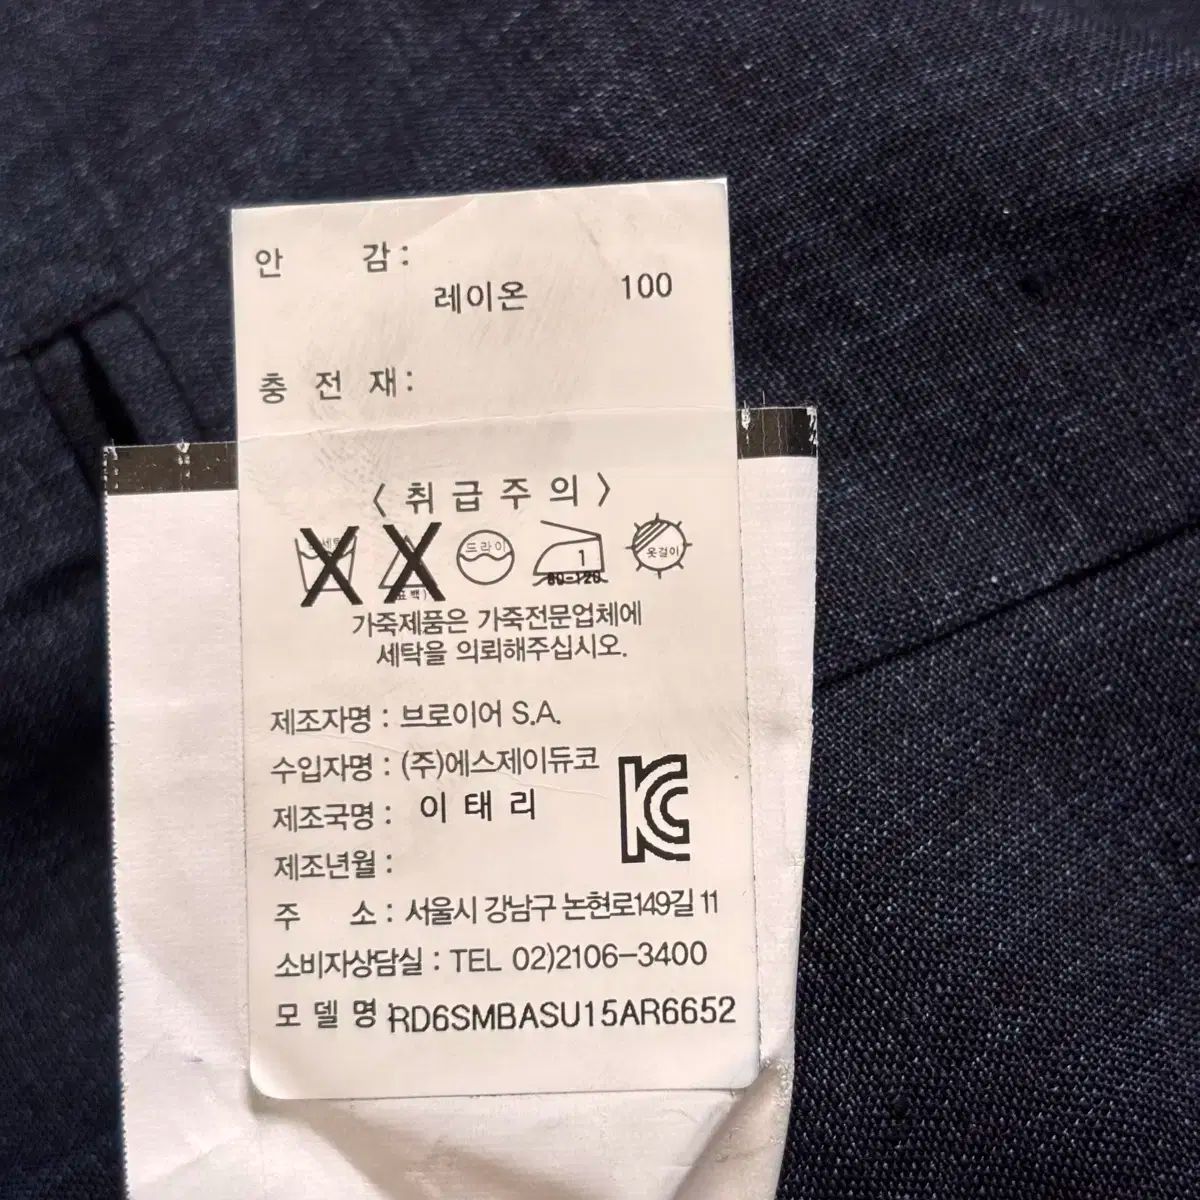 안 감 :
레이온 100
충 전 재 :
〈 취 급 주 의 〉
드라이
1
80-120
옷걸이
가죽제품은 가죽전문업체에
세탁을 의뢰해주십시오.
제조자명 : 브로이어 S.A.
수입자명 : (주)에스제이듀코
제조국명 : 이 태 리
제조년월 :
주 소 : 서울시 강남구 논현로149길 11
소비자상담실 : TEL 02)2106-3400
모 델 명 : RD6SMBASU15AR6652